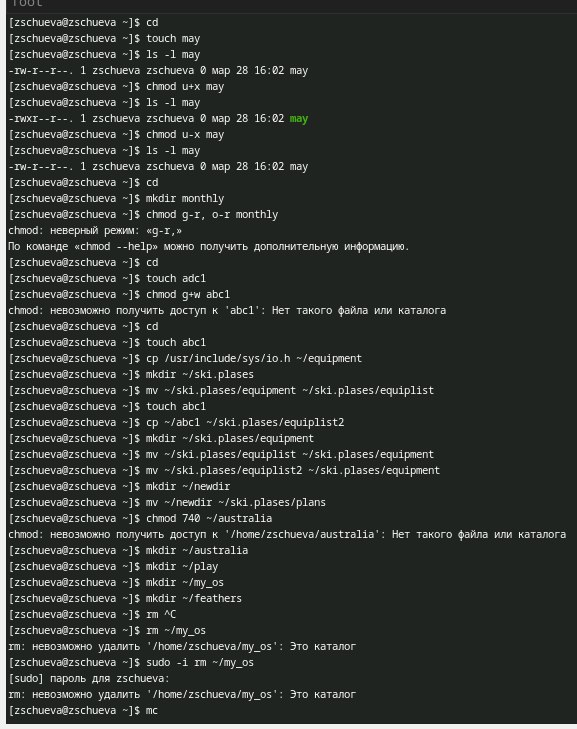 root
[zschueva@zschueva ~]$ cd
[zschueva@zschueva ~]$ touch may
[zschueva@zschueva ~]$ ls -l may
-rw-r--r--. 1 zschueva zschueva 0 мар 28 16:02 may
[zschueva@zschueva ~]$ chmod u+x may
[zschueva@zschueva ~]$ ls -l may
-rwxr--r--. 1 zschueva zschueva 0 мар 28 16:02 may
[zschueva@zschueva ~]$ chmod u-x may
[zschueva@zschueva ~]$ ls -l may
-rw-r--r--. 1 zschueva zschueva 0 мар 28 16:02 may
[zschueva@zschueva ~]$ cd
[zschueva@zschueva ~]$ mkdir monthly
[zschueva@zschueva ~]$ chmod g-r, o-r monthly
chmod: неверный режим: «g-r,»
По команде «chmod --help» можно получить дополнительную информацию.
[zschueva@zschueva ~]$ cd
[zschueva@zschueva ~]$ touch adc1
[zschueva@zschueva ~]$ chmod g+w abc1
chmod: невозможно получить доступ к 'abc1': Нет такого файла или каталога
[zschueva@zschueva ~]$ cd
[zschueva@zschueva ~]$ touch abc1
[zschueva@zschueva ~]$ cp /usr/include/sys/io.h ~/equipment
[zschueva@zschueva ~]$ mkdir ~/ski.plases
[zschueva@zschueva ~]$ mv ~/ski.plases/equipment ~/ski.plases/equiplist
[zschueva@zschueva ~]$ touch abc1
[zschueva@zschueva ~]$ cp ~/abc1 ~/ski.plases/equiplist2
[zschueva@zschueva ~]$ mkdir ~/ski.plases/equipment
[zschueva@zschueva ~]$ mv ~/ski.plases/equiplist ~/ski.plases/equipment
[zschueva@zschueva ~]$ mv ~/ski.plases/equiplist2 ~/ski.plases/equipment
[zschueva@zschueva ~]$ mkdir ~/newdir
[zschueva@zschueva ~]$ mv ~/newdir ~/ski.plases/plans
[zschueva@zschueva ~]$ chmod 740 ~/australia
chmod: невозможно получить доступ к '/home/zschueva/australia': Нет такого файла или каталога
[zschueva@zschueva ~]$ mkdir ~/australia
[zschueva@zschueva ~]$ mkdir ~/play
[zschueva@zschueva ~]$ mkdir ~/my_os
[zschueva@zschueva ~]$ mkdir ~/feathers
[zschueva@zschueva ~]$ rm ^C
[zschueva@zschueva ~]$ rm ~/my_os
rm: невозможно удалить '/home/zschueva/my_os': Это каталог
[zschueva@zschueva ~]$ sudo -i rm ~/my_os
[sudo] пароль для zschueva:
rm: невозможно удалить '/home/zschueva/my_os': Это каталог
[zschueva@zschueva ~]$ mc